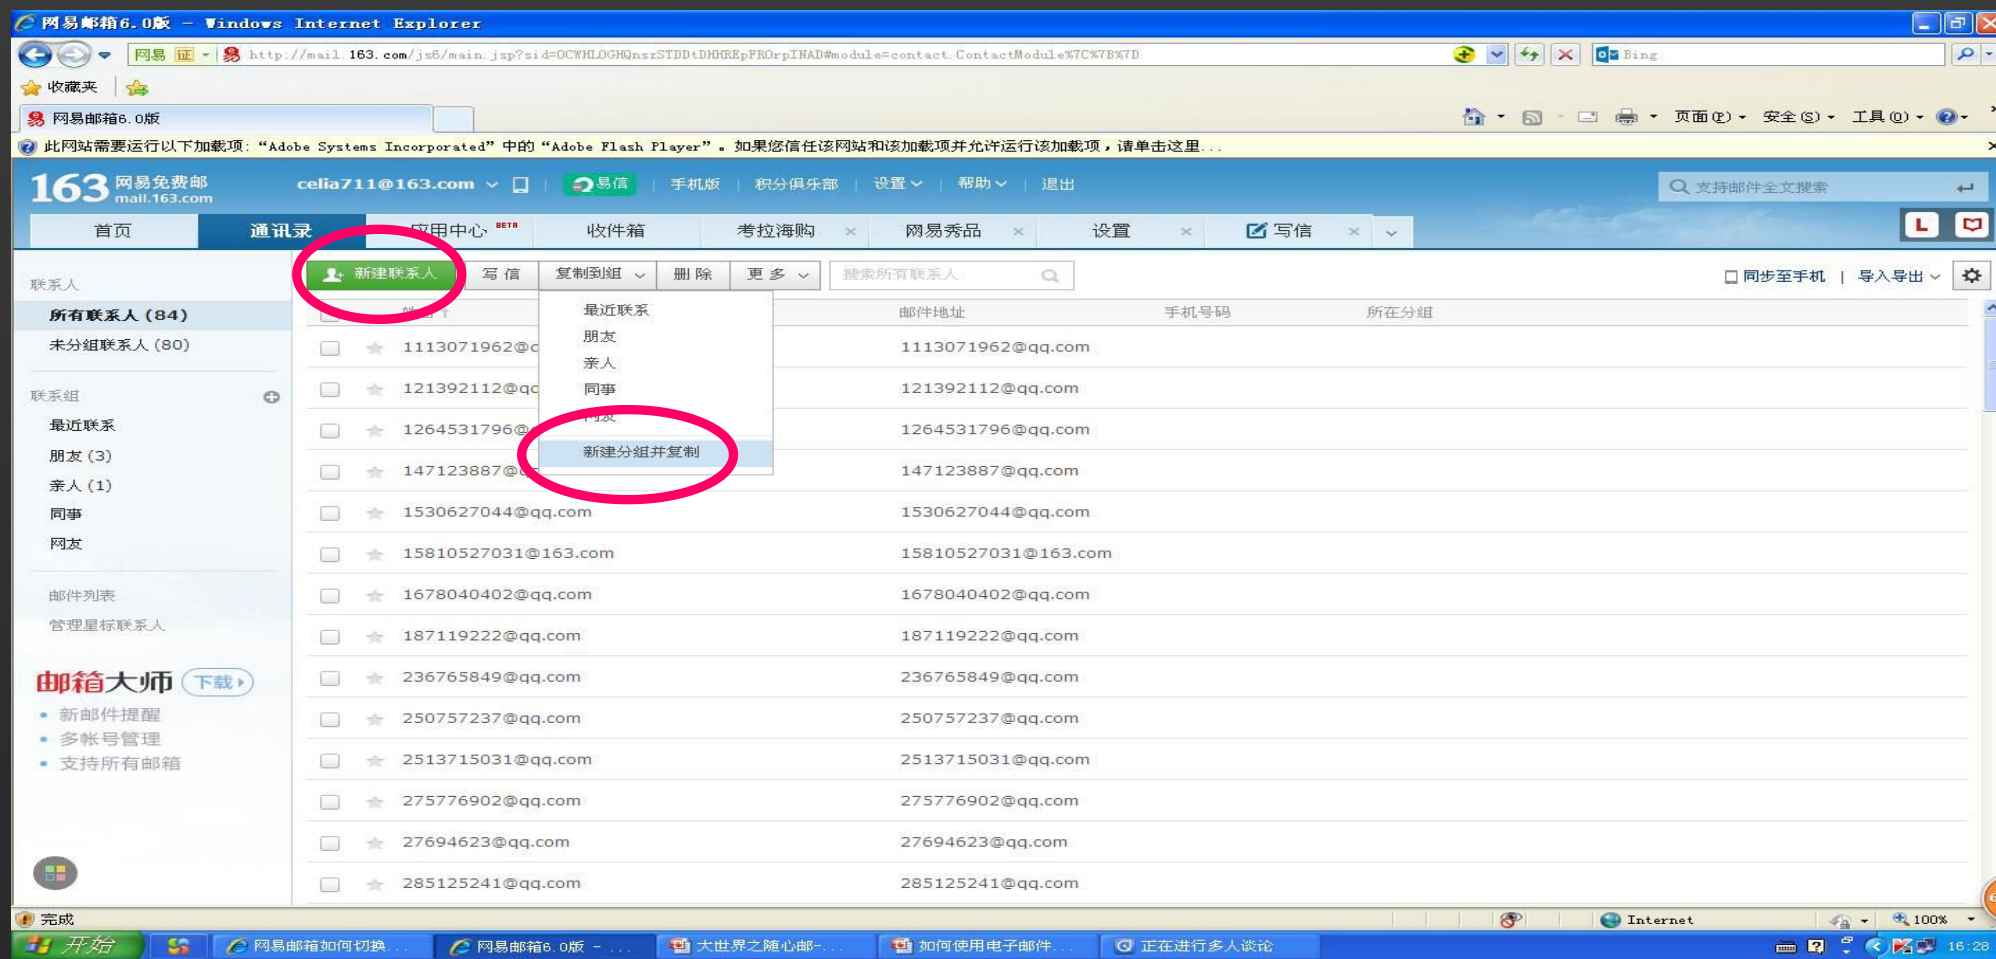 网易邮箱6.0版 - Windows Internet Explorer
网易 证 http://mail.163.com/js6/main.jsp?sid=OCWHLOGHQnszSTDDtDHHREpFROrpINAD#module=contact.ContactModule%7C%7B%7D Bing
收藏夹
网易邮箱6.0版 页面(P) 安全(S) 工具(O)
此网站需要运行以下加载项：“Adobe Systems Incorporated”中的“Adobe Flash Player”。如果您信任该网站和该加载项并允许运行该加载项，请单击这里...
163 网易免费邮 mail.163.com celia711@163.com 易信 | 手机版 | 积分俱乐部 | 设置 | 帮助 | 退出 支持邮件全文搜索
首页 通讯录 应用中心 BETA 收件箱 考拉海购 网易秀品 设置 写信
新建联系人 写信 复制到组 删除 更多 搜索所有联系人 同步至手机 | 导入导出
联系人
所有联系人 (84)
未分组联系人 (80)
联系组
最近联系
朋友 (3)
亲人 (1)
同事
网友
邮件列表
管理星标联系人
邮箱大师 下载
• 新邮件提醒
• 多帐号管理
• 支持所有邮箱
邮件地址 手机号码 所在分组
最近联系
朋友
亲人
同事
网友
新建分组并复制
1113071962@ 1113071962@qq.com
121392112@ 121392112@qq.com
1264531796@ 1264531796@qq.com
147123887@ 147123887@qq.com
1530627044@qq.com 1530627044@qq.com
15810527031@163.com 15810527031@163.com
1678040402@qq.com 1678040402@qq.com
187119222@qq.com 187119222@qq.com
236765849@qq.com 236765849@qq.com
250757237@qq.com 250757237@qq.com
2513715031@qq.com 2513715031@qq.com
275776902@qq.com 275776902@qq.com
27694623@qq.com 27694623@qq.com
285125241@qq.com 285125241@qq.com
完成 Internet 100%
开始 网易邮箱如何切换... 网易邮箱6.0版 - ... 大世界之随心邮-... 如何使用电子邮件... 正在进行多人谈论 16:28